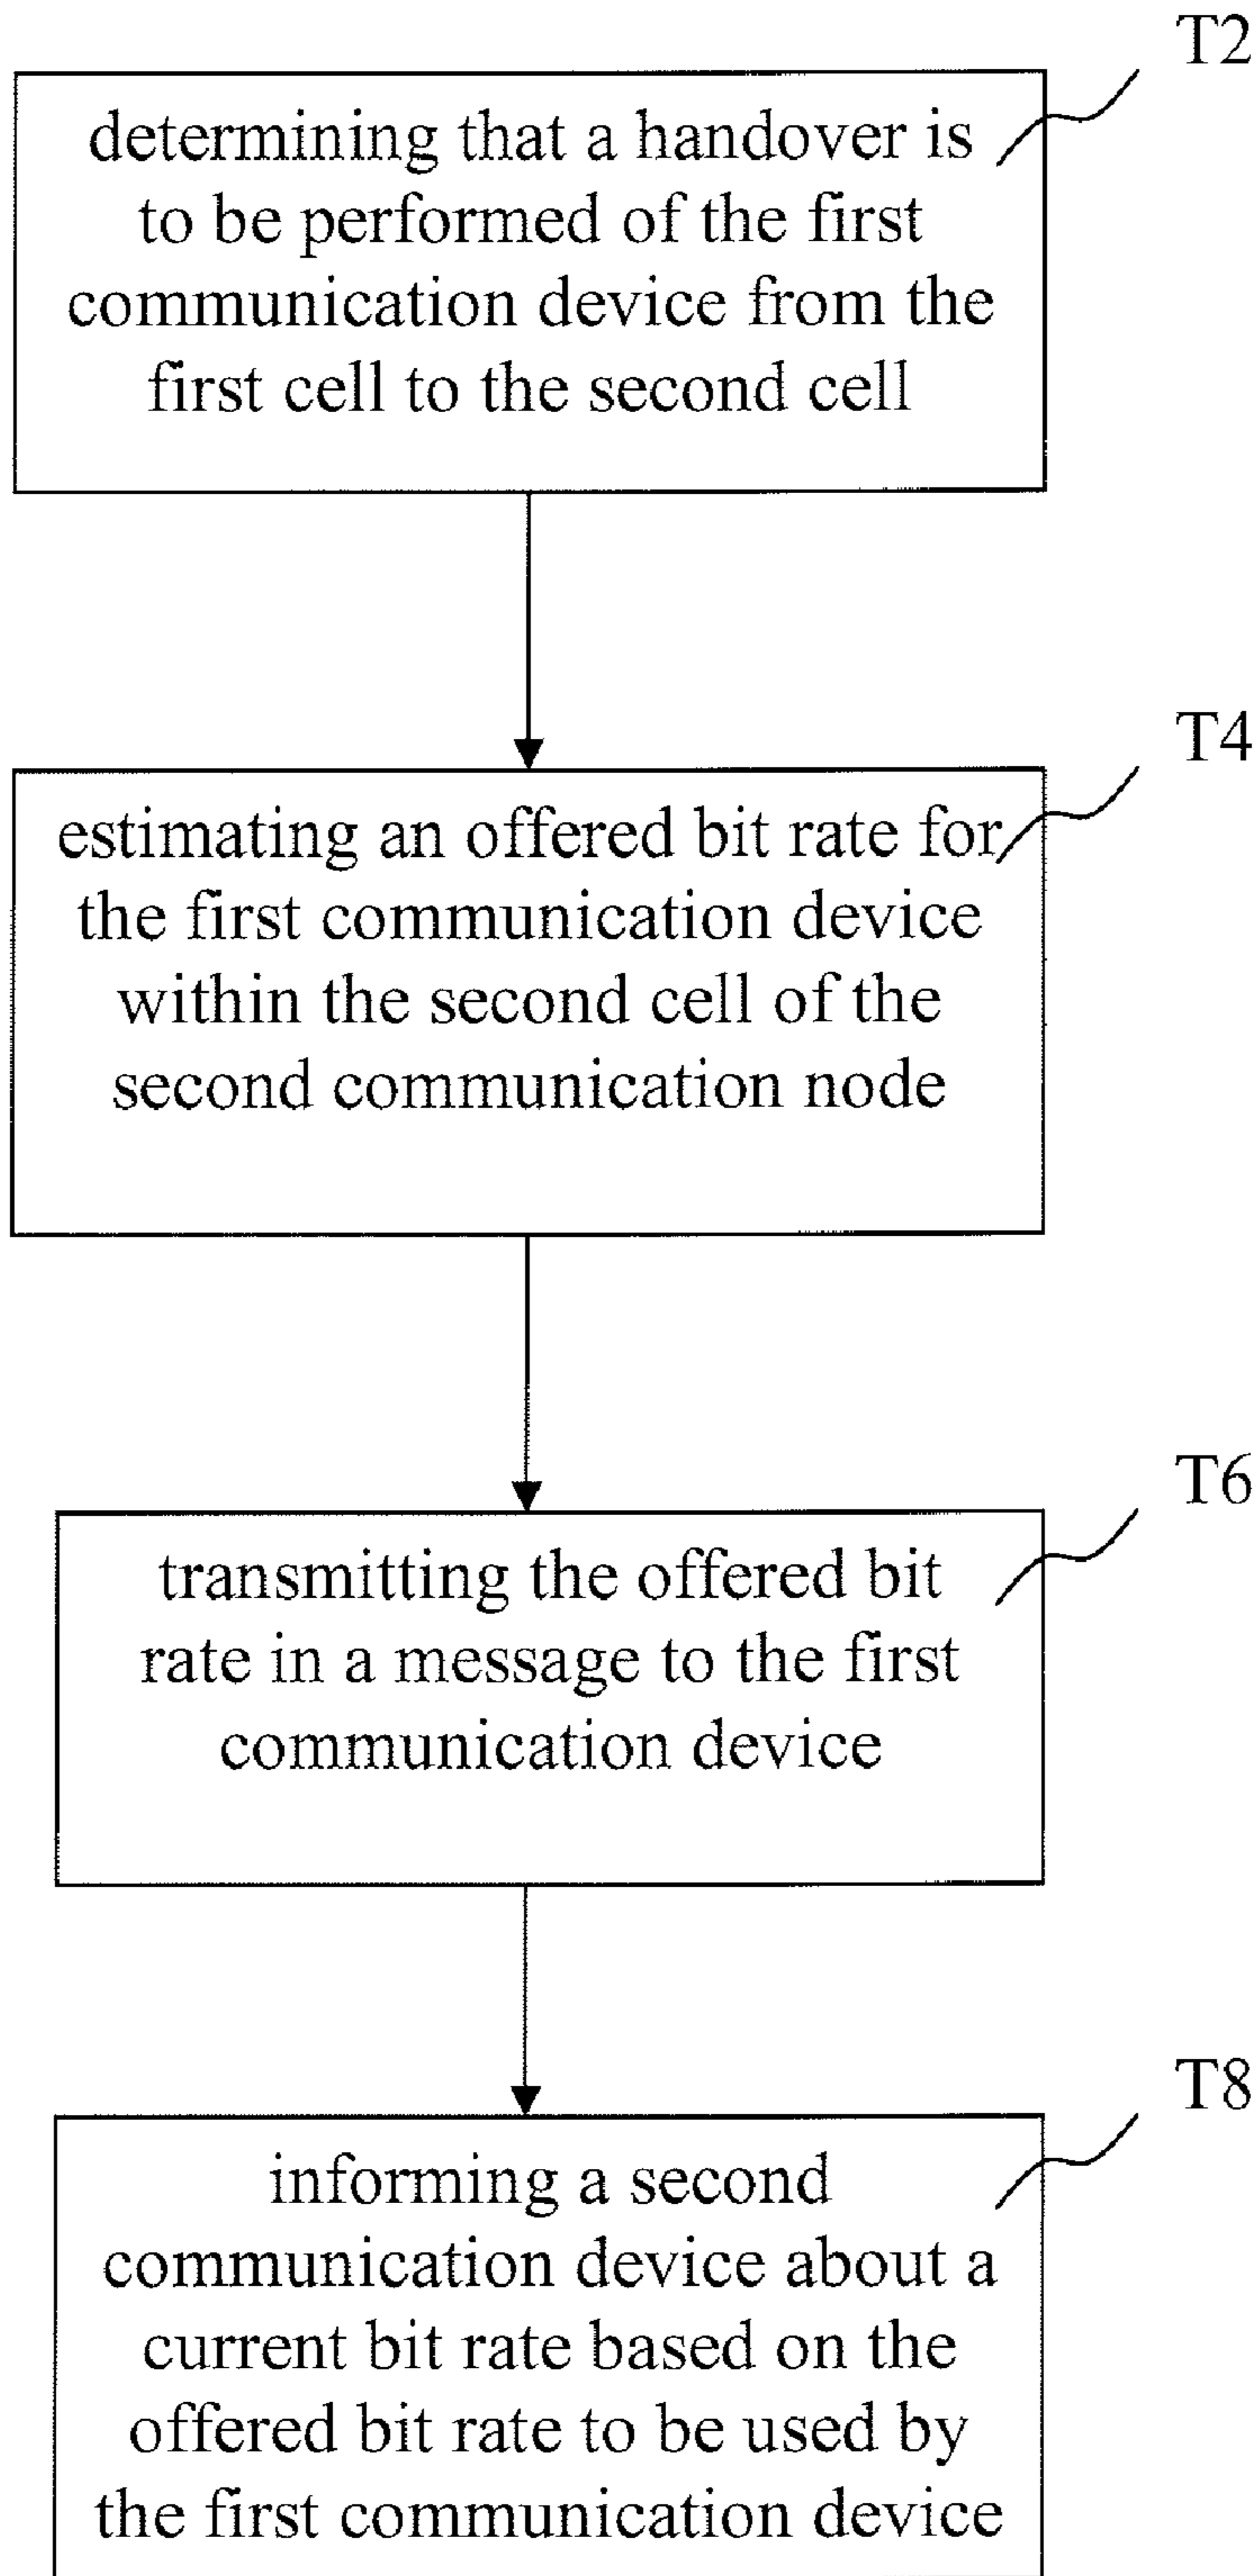 T2
determining that a handover is
to be performed of the first
communication device from the
first cell to the second cell
T4
estimating an offered bit rate for
the first communication device
within the second cell of the
second communication node
T6
transmitting the offered bit
rate in a message to the first
communication device
T8
informing a second
communication device about a
current bit rate based on the
offered bit rate to be used by
the first communication device